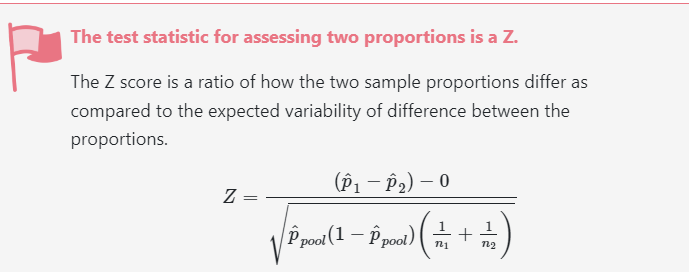 The test statistic for assessing two proportions is a Z.
The Z score is a ratio of how the two sample proportions differ as
compared to the expected variability of difference between the
proportions.
Z = \frac{(\hat{p}_1 - \hat{p}_2) - 0}{\sqrt{\hat{p}_{pool}(1 - \hat{p}_{pool})\left(\frac{1}{n_1} + \frac{1}{n_2}\right)}}